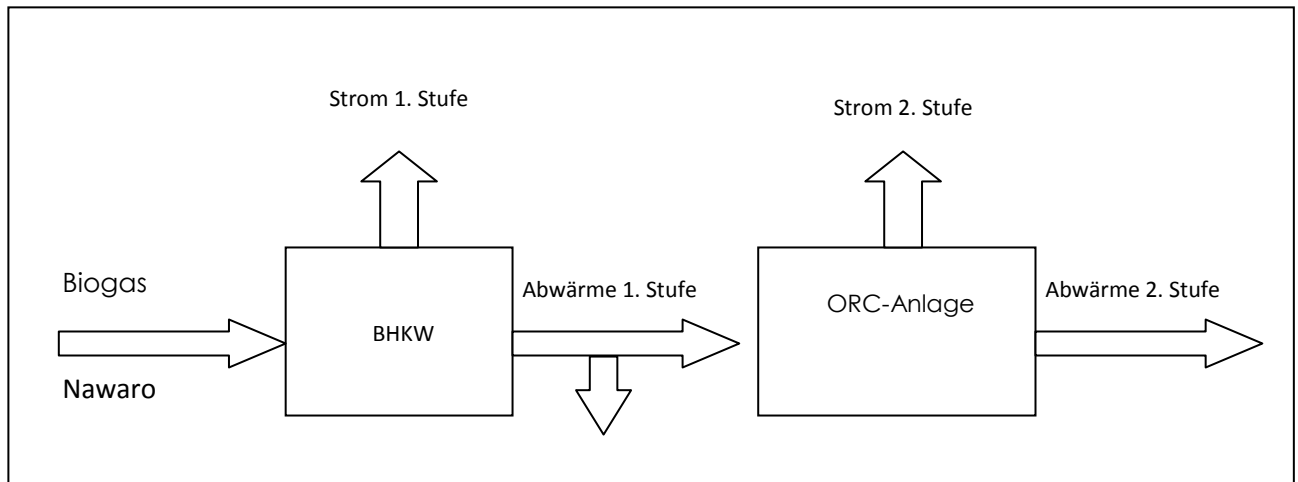 Strom 1. Stufe
Strom 2. Stufe
Biogas
Nawaro
BHKW
Abwärme 1. Stufe
ORC-Anlage
Abwärme 2. Stufe